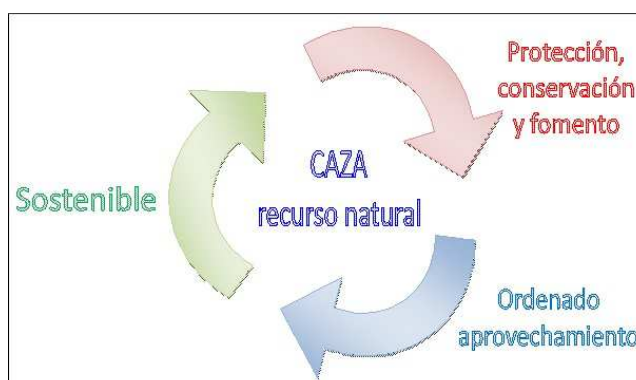 Protección,
conservación
y fomento
CAZA
recurso natural
Sostenible
Ordenado
aprovechamiento